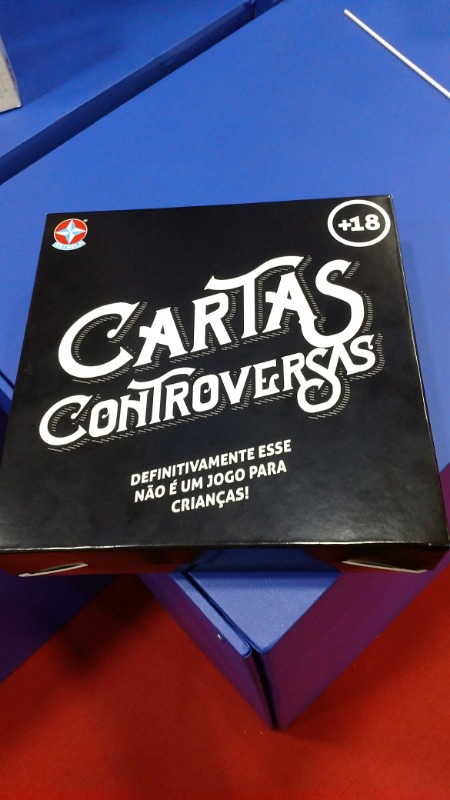 +18
CARTAS
CONTROVERSAS
DEFINITIVAMENTE ESSE
NÃO É UM JOGO PARA
CRIANÇAS!